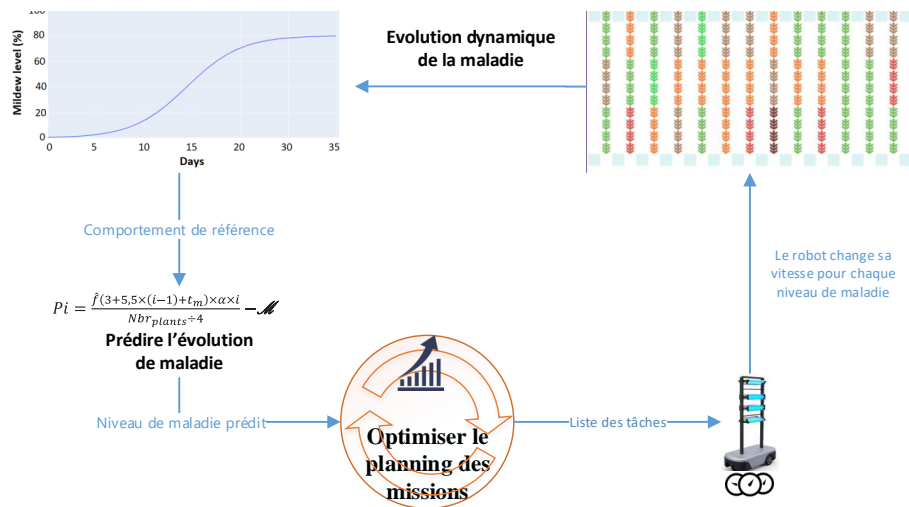 100
80
60
40
20
0
Mildew level (%)
0 5 10 15 20 30 35
Days
Evolution dynamique
de la maladie
Comportement de référence
Pi = f̂(3+5,5×(i−1)+tₘ)×α×i / Nbr_plants÷4 − ℳ
Prédire l’évolution
de maladie
Niveau de maladie prédit
Optimiser le
planning des
missions
Liste des tâches
Le robot change sa
vitesse pour chaque
niveau de maladie